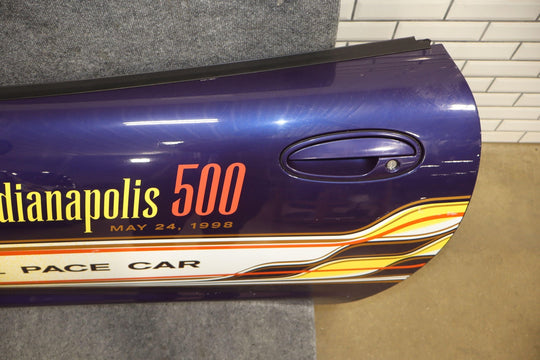 dianapolis 500
MAY 24, 1998
PACE CAR